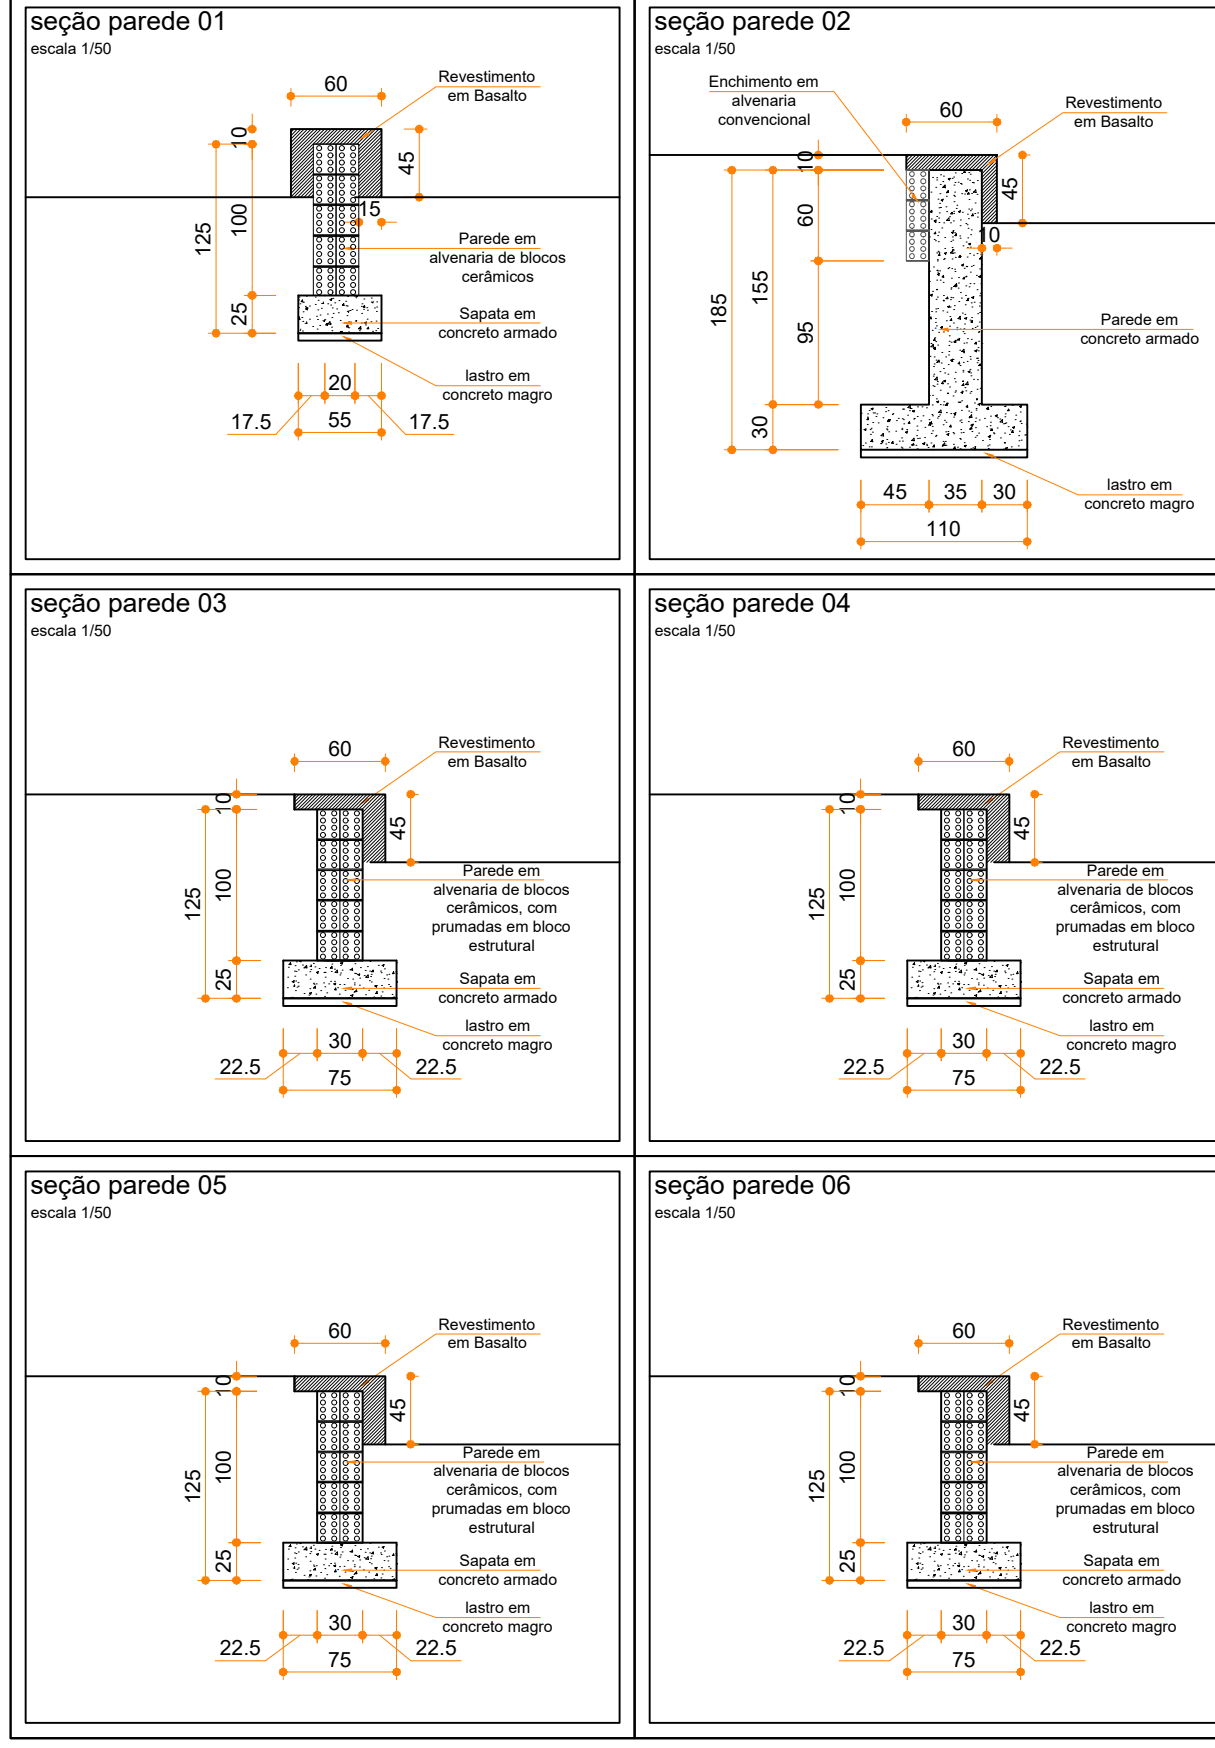 seção parede 01
escala 1/50
60
Revestimento
em Basalto
10
45
125
100
15
Parede em
alvenaria de blocos
cerâmicos
25
Sapata em
concreto armado
20
lastro em
concreto magro
17.5
55
17.5
seção parede 02
escala 1/50
Enchimento em
alvenaria
convencional
60
Revestimento
em Basalto
10
45
60
10
185
155
95
Parede em
concreto armado
30
45
35
30
lastro em
concreto magro
110
seção parede 03
escala 1/50
60
Revestimento
em Basalto
10
45
125
100
Parede em
alvenaria de blocos
cerâmicos, com
prumadas em bloco
estrutural
25
Sapata em
concreto armado
lastro em
concreto magro
30
22.5
75
22.5
seção parede 04
escala 1/50
60
Revestimento
em Basalto
10
45
125
100
Parede em
alvenaria de blocos
cerâmicos, com
prumadas em bloco
estrutural
25
Sapata em
concreto armado
lastro em
concreto magro
30
22.5
75
22.5
seção parede 05
escala 1/50
60
Revestimento
em Basalto
10
45
125
100
Parede em
alvenaria de blocos
cerâmicos, com
prumadas em bloco
estrutural
25
Sapata em
concreto armado
lastro em
concreto magro
30
22.5
75
22.5
seção parede 06
escala 1/50
60
Revestimento
em Basalto
10
45
125
100
Parede em
alvenaria de blocos
cerâmicos, com
prumadas em bloco
estrutural
25
Sapata em
concreto armado
lastro em
concreto magro
30
22.5
75
22.5